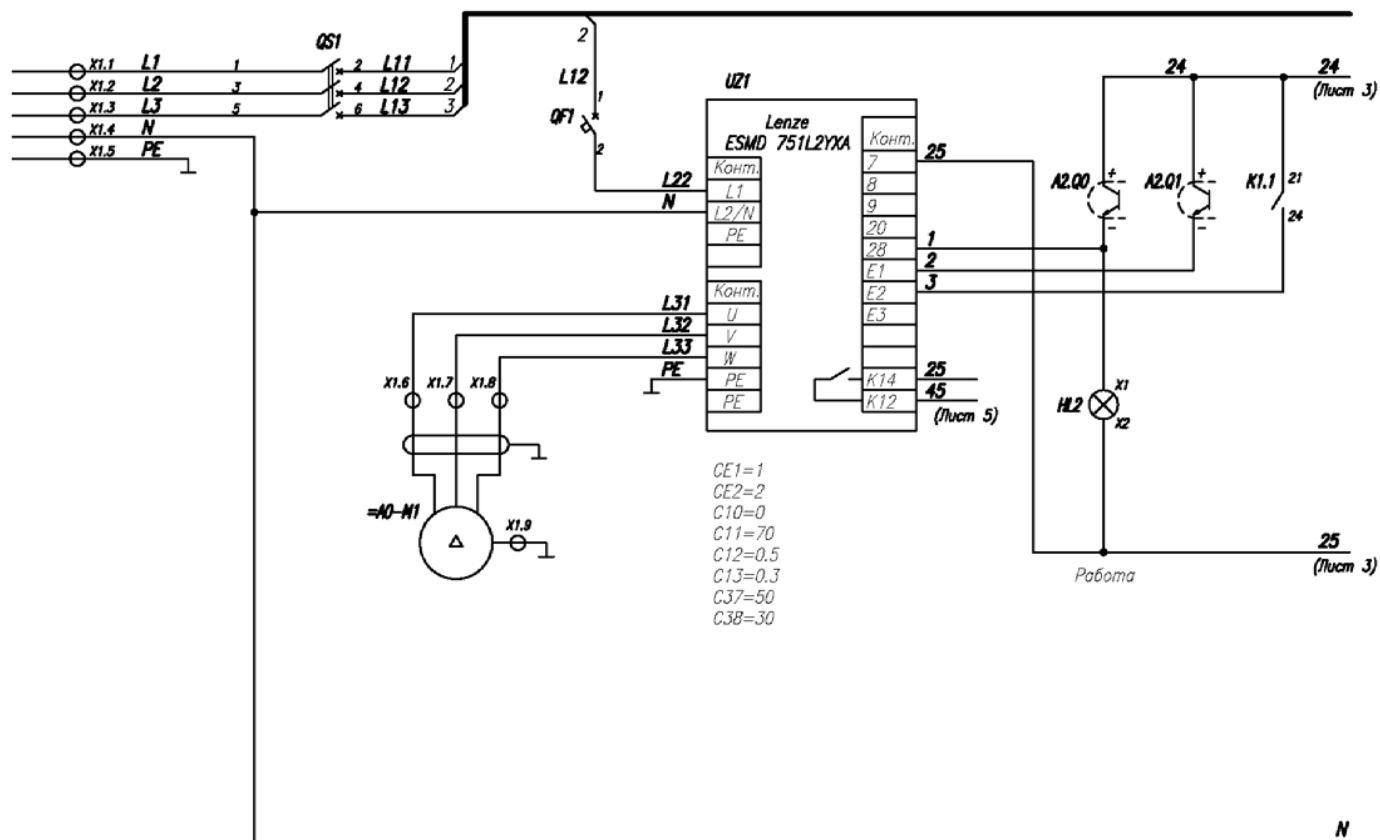 QS1
X1.1 L1 1 2 L11 1
X1.2 L2 3 4 L12 2
X1.3 L3 5 6 L13 3
X1.4 N
X1.5 PE
2
L12
1
QF1
2
L22
N
UZ1
Lenze
ESMD 751L2YXA
Конт.
L1
L2/N
PE
Конт.
U
V
W
PE
PE
Конт.
7
8
9
20
28
E1
E2
E3
K14
K12
25
1
2
3
25
45
(Лист 5)
L31
L32
L33
PE
X1.6 X1.7 X1.8
=A0-M1
X1.9
CE1=1
CE2=2
C10=0
C11=70
C12=0.5
C13=0.3
C37=50
C38=30
24
24
(Лист 3)
A2.Q0 + -
A2.Q1 + -
K1.1 21
24
HL2 X1
X2
25
(Лист 3)
Работа
N